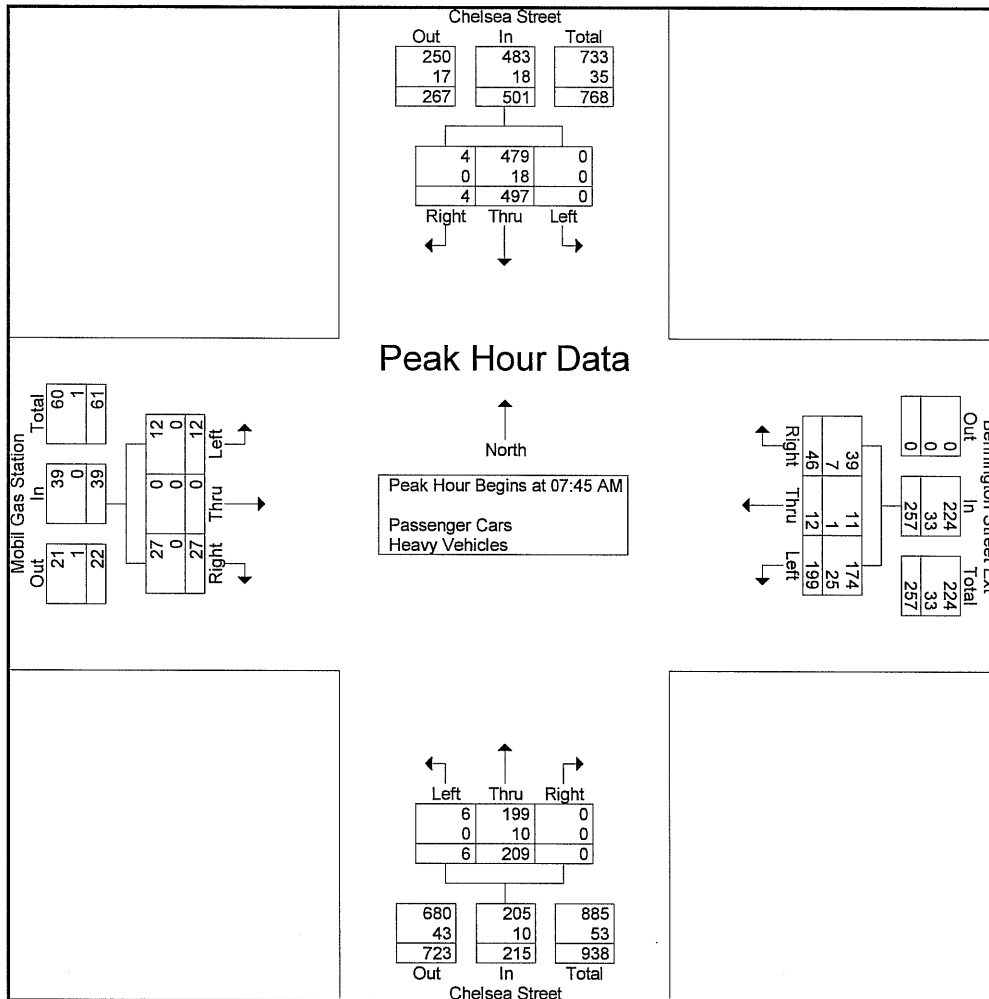 Chelsea Street
Out In Total
250 483 733
17 18 35
267 501 768
4 479 0
0 18 0
4 497 0
Right Thru Left
Peak Hour Data
North
Peak Hour Begins at 07:45 AM
Passenger Cars
Heavy Vehicles
Mobil Gas Station
Out In Total
21 39 60
1 0 1
22 39 61
Right Thru Left
27 0 12
0 0 0
27 0 12
Street Ext
Out In Total
0 224 224
0 33 33
0 257 257
39 11 174
7 1 25
46 12 199
Right Thru Left
Left Thru Right
6 199 0
0 10 0
6 209 0
680 205 885
43 10 53
723 215 938
Out In Total
Chelsea Street